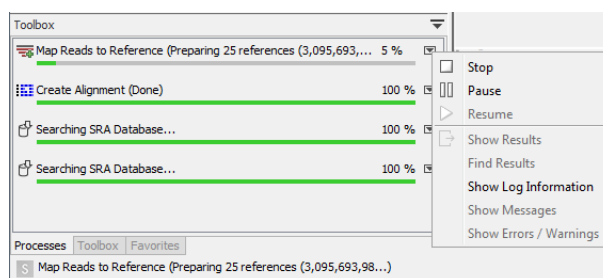 Toolbox
Map Reads to Reference (Preparing 25 references (3,095,693,... 5 %
Create Alignment (Done) 100 %
Searching SRA Database... 100 %
Searching SRA Database... 100 %
Stop
Pause
Resume
Show Results
Find Results
Show Log Information
Show Messages
Show Errors / Warnings
Processes Toolbox Favorites
S Map Reads to Reference (Preparing 25 references (3,095,693,98...)